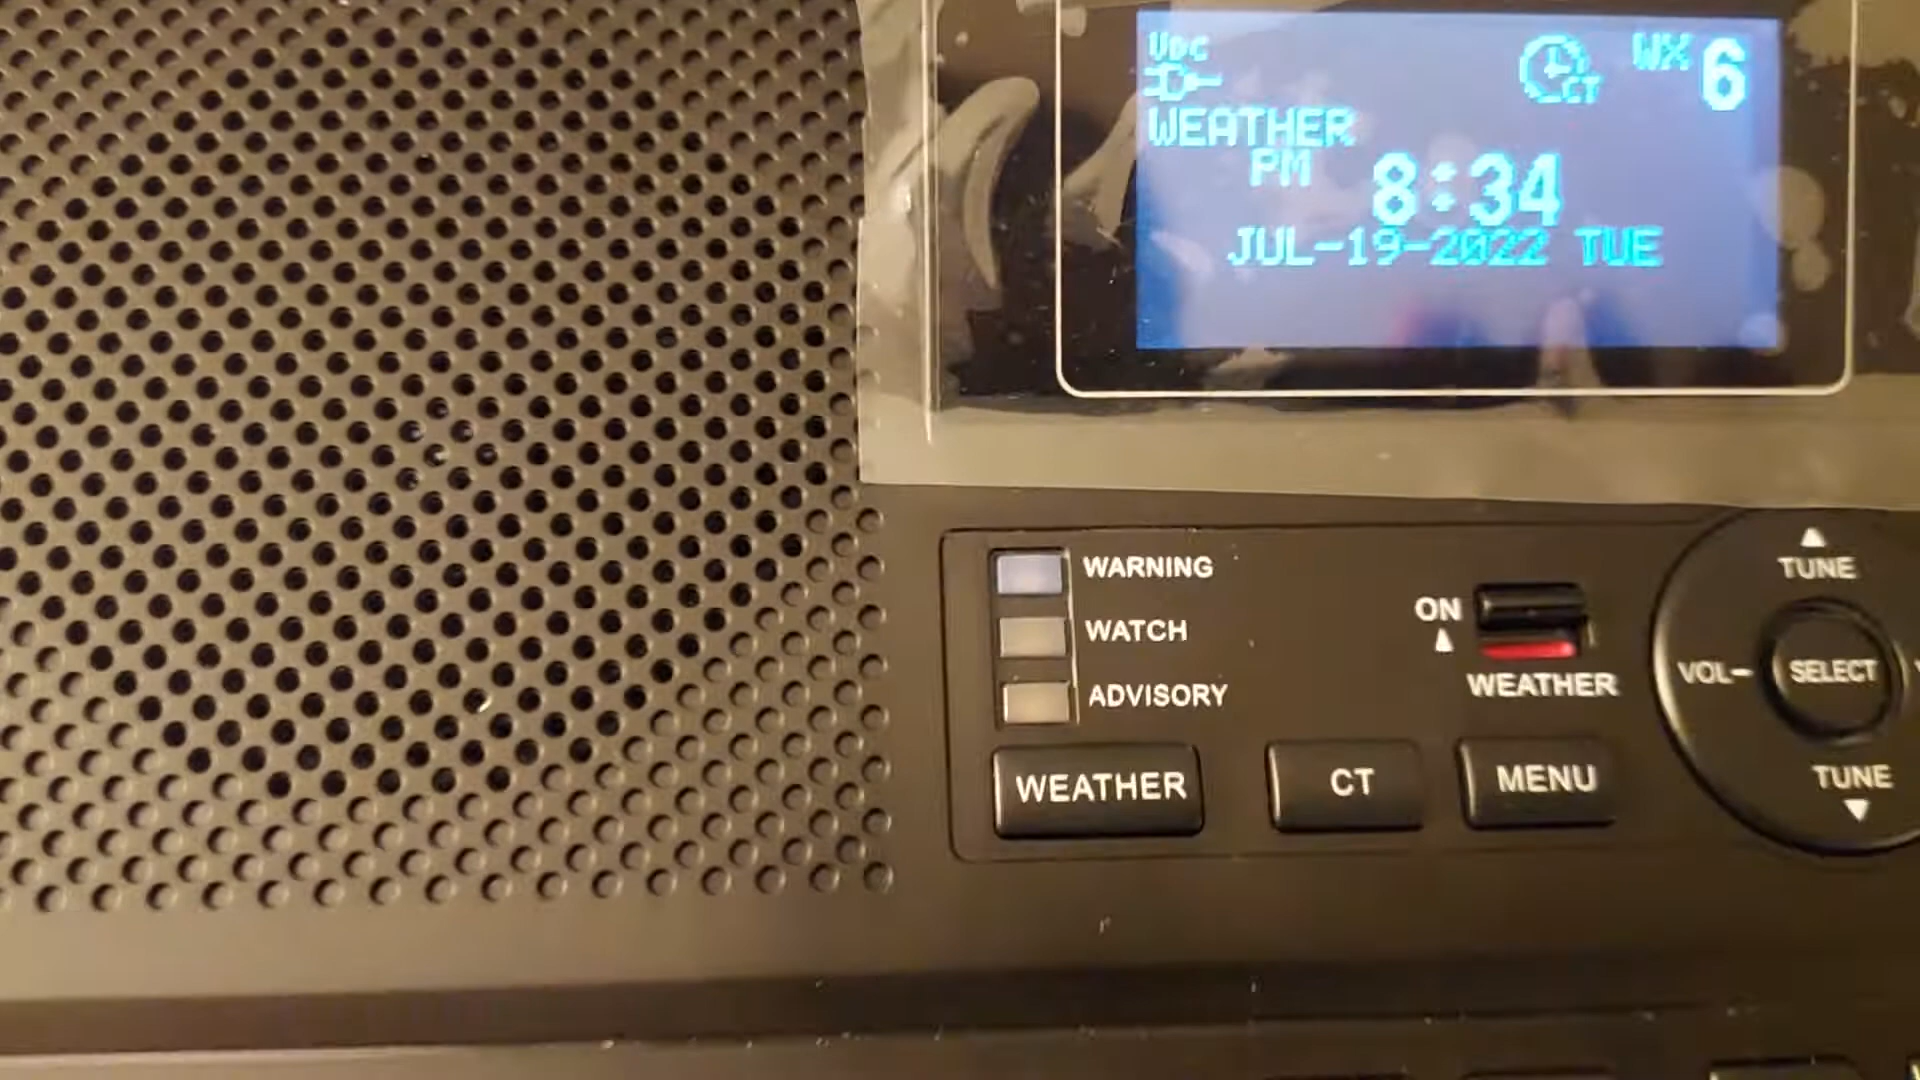 VDC
CT
WX 6
WEATHER
PM 8:34
JUL-19-2022 TUE
WARNING
WATCH
ADVISORY
ON
WEATHER
TUNE
VOL-
SELECT
TUNE
WEATHER
CT
MENU